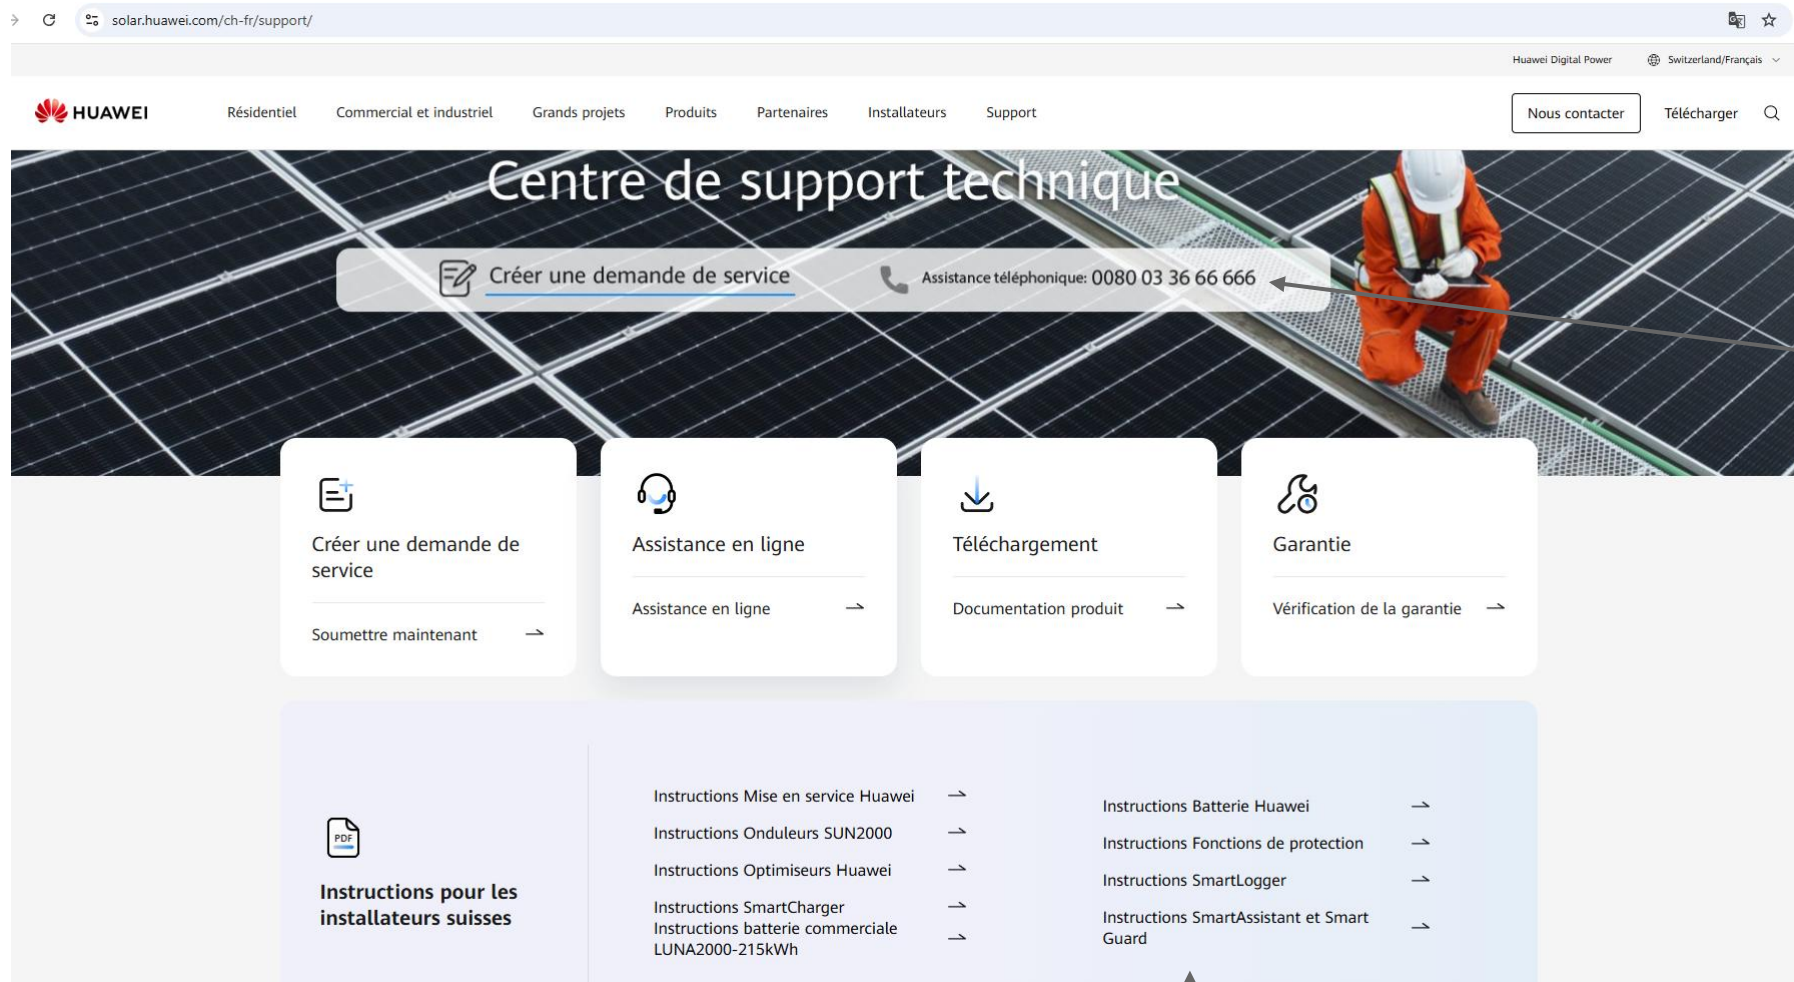 solar.huawei.com/ch-fr/support/
Huawei Digital Power
Switzerland/Français
HUAWEI
Résidentiel
Commercial et industriel
Grands projets
Produits
Partenaires
Installateurs
Support
Nous contacter
Télécharger
Centre de support technique
Créer une demande de service
Assistance téléphonique: 0080 03 36 66 666
Créer une demande de
service
Soumettre maintenant
Assistance en ligne
Assistance en ligne
Téléchargement
Documentation produit
Garantie
Vérification de la garantie
PDF
Instructions pour les
installateurs suisses
Instructions Mise en service Huawei
Instructions Onduleurs SUN2000
Instructions Optimiseurs Huawei
Instructions SmartCharger
Instructions batterie commerciale
LUNA2000-215kWh
Instructions Batterie Huawei
Instructions Fonctions de protection
Instructions SmartLogger
Instructions SmartAssistant et Smart
Guard